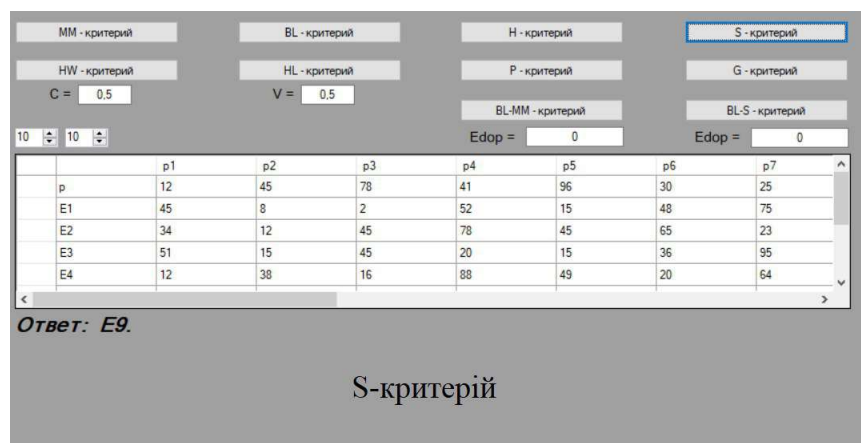 MM - критерий BL - критерий H - критерий S - критерий
HW - критерий HL - критерий P - критерий G - критерий
C = 0,5 V = 0,5
BL-MM - критерий BL-S - критерий
10 10 Edop = 0 Edop = 0
p1 p2 p3 p4 p5 p6 p7
p 12 45 78 41 96 30 25
E1 45 8 2 52 15 48 75
E2 34 12 45 78 45 65 23
E3 51 15 45 20 15 36 95
E4 12 38 16 88 49 20 64
Ответ: E9.
S-критерій